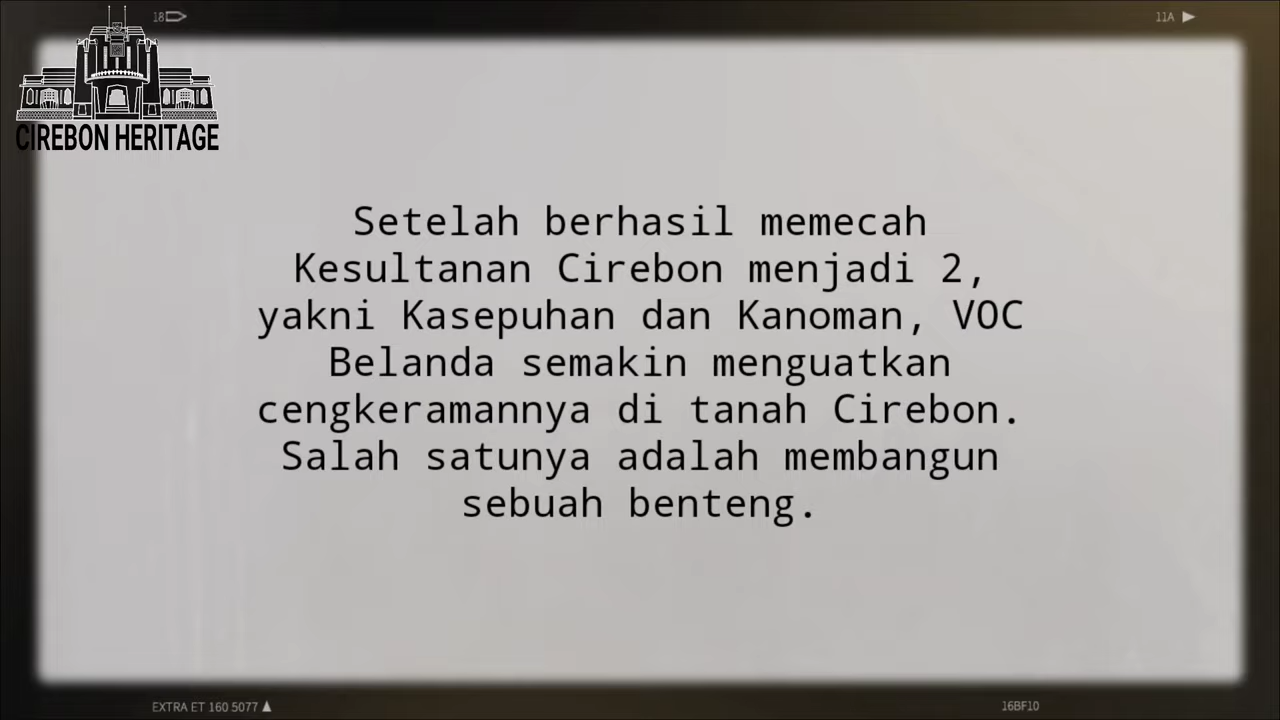 18
11A
CIREBON HERITAGE
Setelah berhasil memecah
Kesultanan Cirebon menjadi 2,
yakni Kasepuhan dan Kanoman, VOC
Belanda semakin menguatkan
cengkeramannya di tanah Cirebon.
Salah satunya adalah membangun
sebuah benteng.
EXTRA ET 160 5077
16BF10